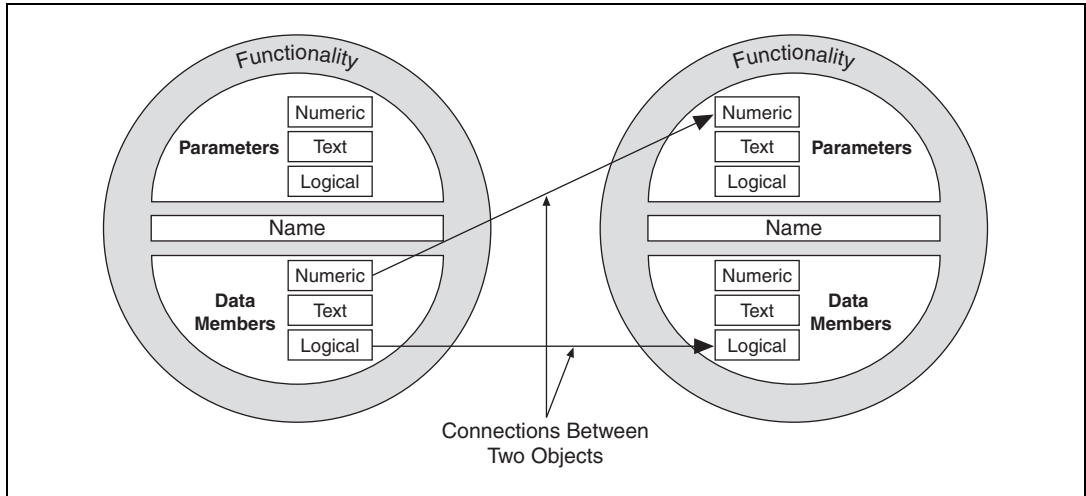 Functionality
Numeric
Parameters
Text
Logical
Name
Numeric
Data
Members
Text
Logical
Functionality
Numeric
Text
Parameters
Logical
Name
Numeric
Text
Data
Members
Logical
Connections Between
Two Objects